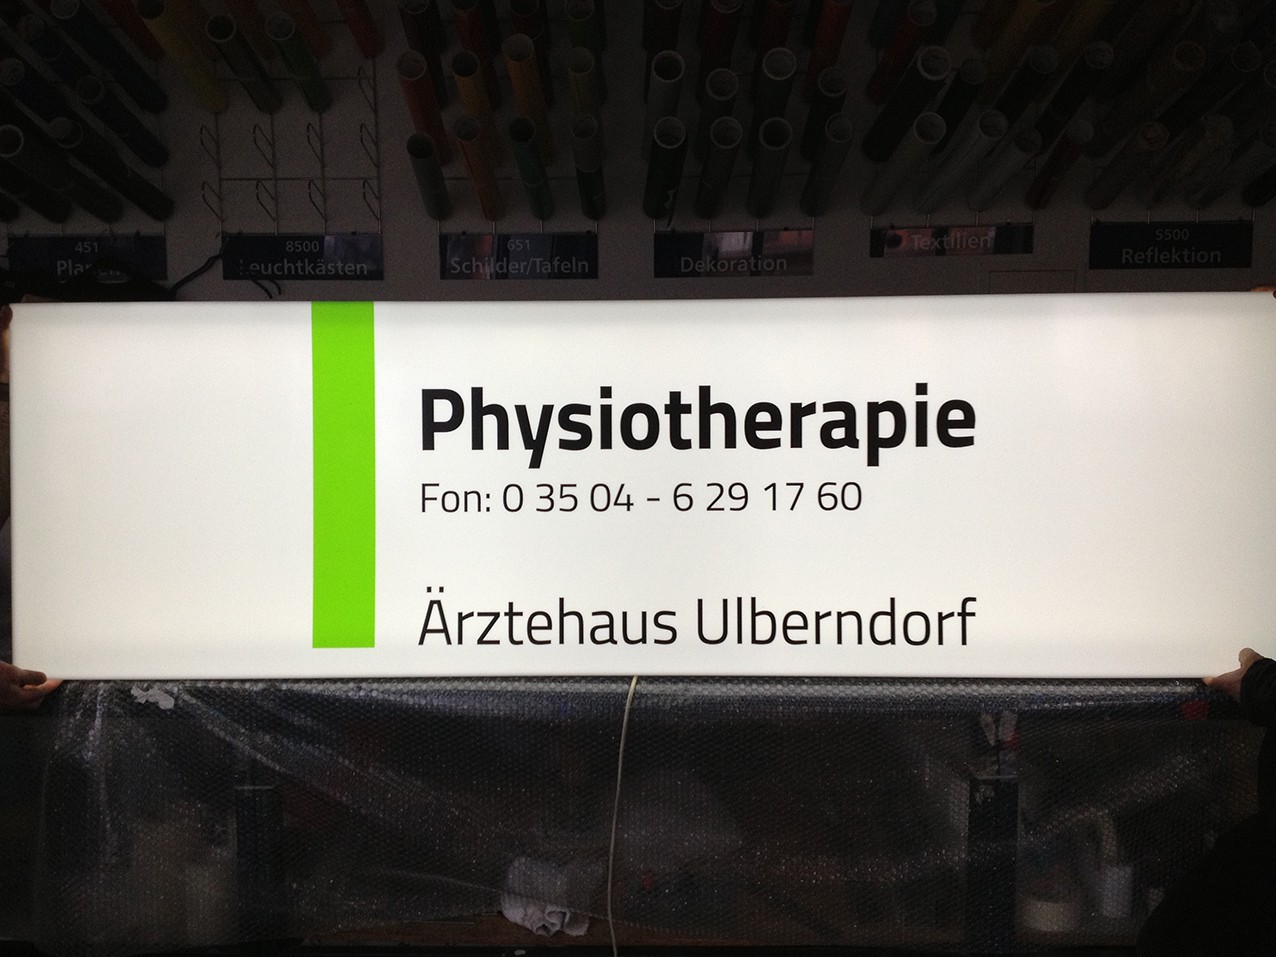 451
Planen
8500
Leuchtkästen
651
Schilder/Tafeln
Dekoration
Textilien
5500
Reflektion
Physiotherapie
Fon: 0 35 04 - 6 29 17 60
Ärztehaus Ulberndorf